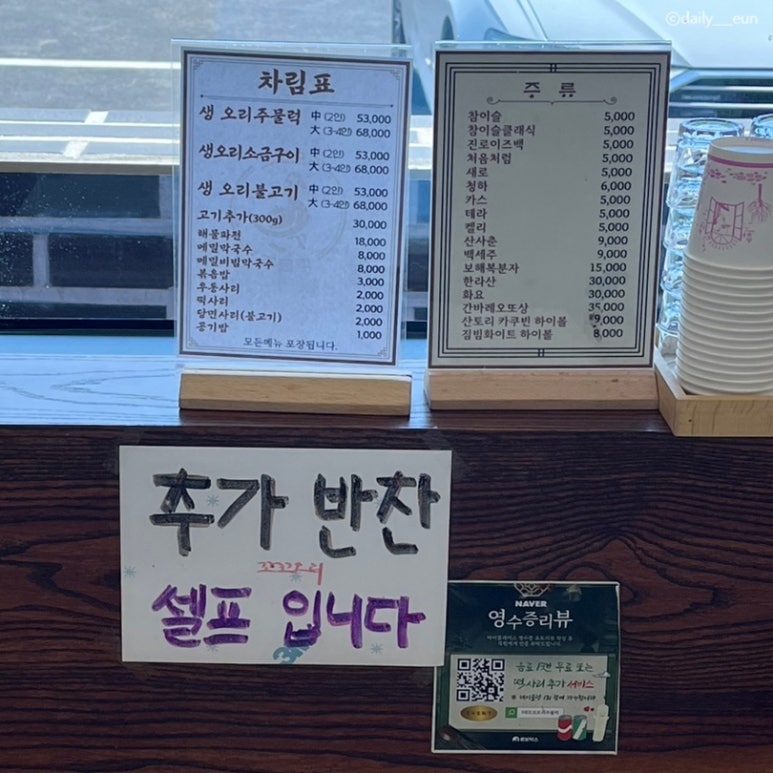 ©daily__eun
차림표
생 오리주물럭 中 (2인) 53,000
大 (3-4인) 68,000
생오리소금구이 中 (2인) 53,000
大 (3-4인) 68,000
생 오리불고기 中 (2인) 53,000
大 (3-4인) 68,000
고기추가(300g) 30,000
해물파전 18,000
메밀막국수 8,000
메밀비빔막국수 8,000
볶음밥 3,000
우동사리 2,000
떡사리 2,000
당면사리(불고기) 2,000
공기밥 1,000
모든메뉴 포장됩니다.
주 류
참이슬 5,000
참이슬클래식 5,000
진로이즈백 5,000
처음처럼 5,000
새로 5,000
청하 6,000
카스 5,000
테라 5,000
켈리 5,000
산사춘 9,000
백세주 9,000
보해복분자 15,000
한라산 30,000
화요 30,000
간바레오또상 35,000
산토리 카쿠빈 하이볼 9,000
짐빔화이트 하이볼 8,000
추가 반찬
셀프 입니다
NAVER
영수증리뷰
음료 1캔 무료 또는
떡사리 추가 서비스